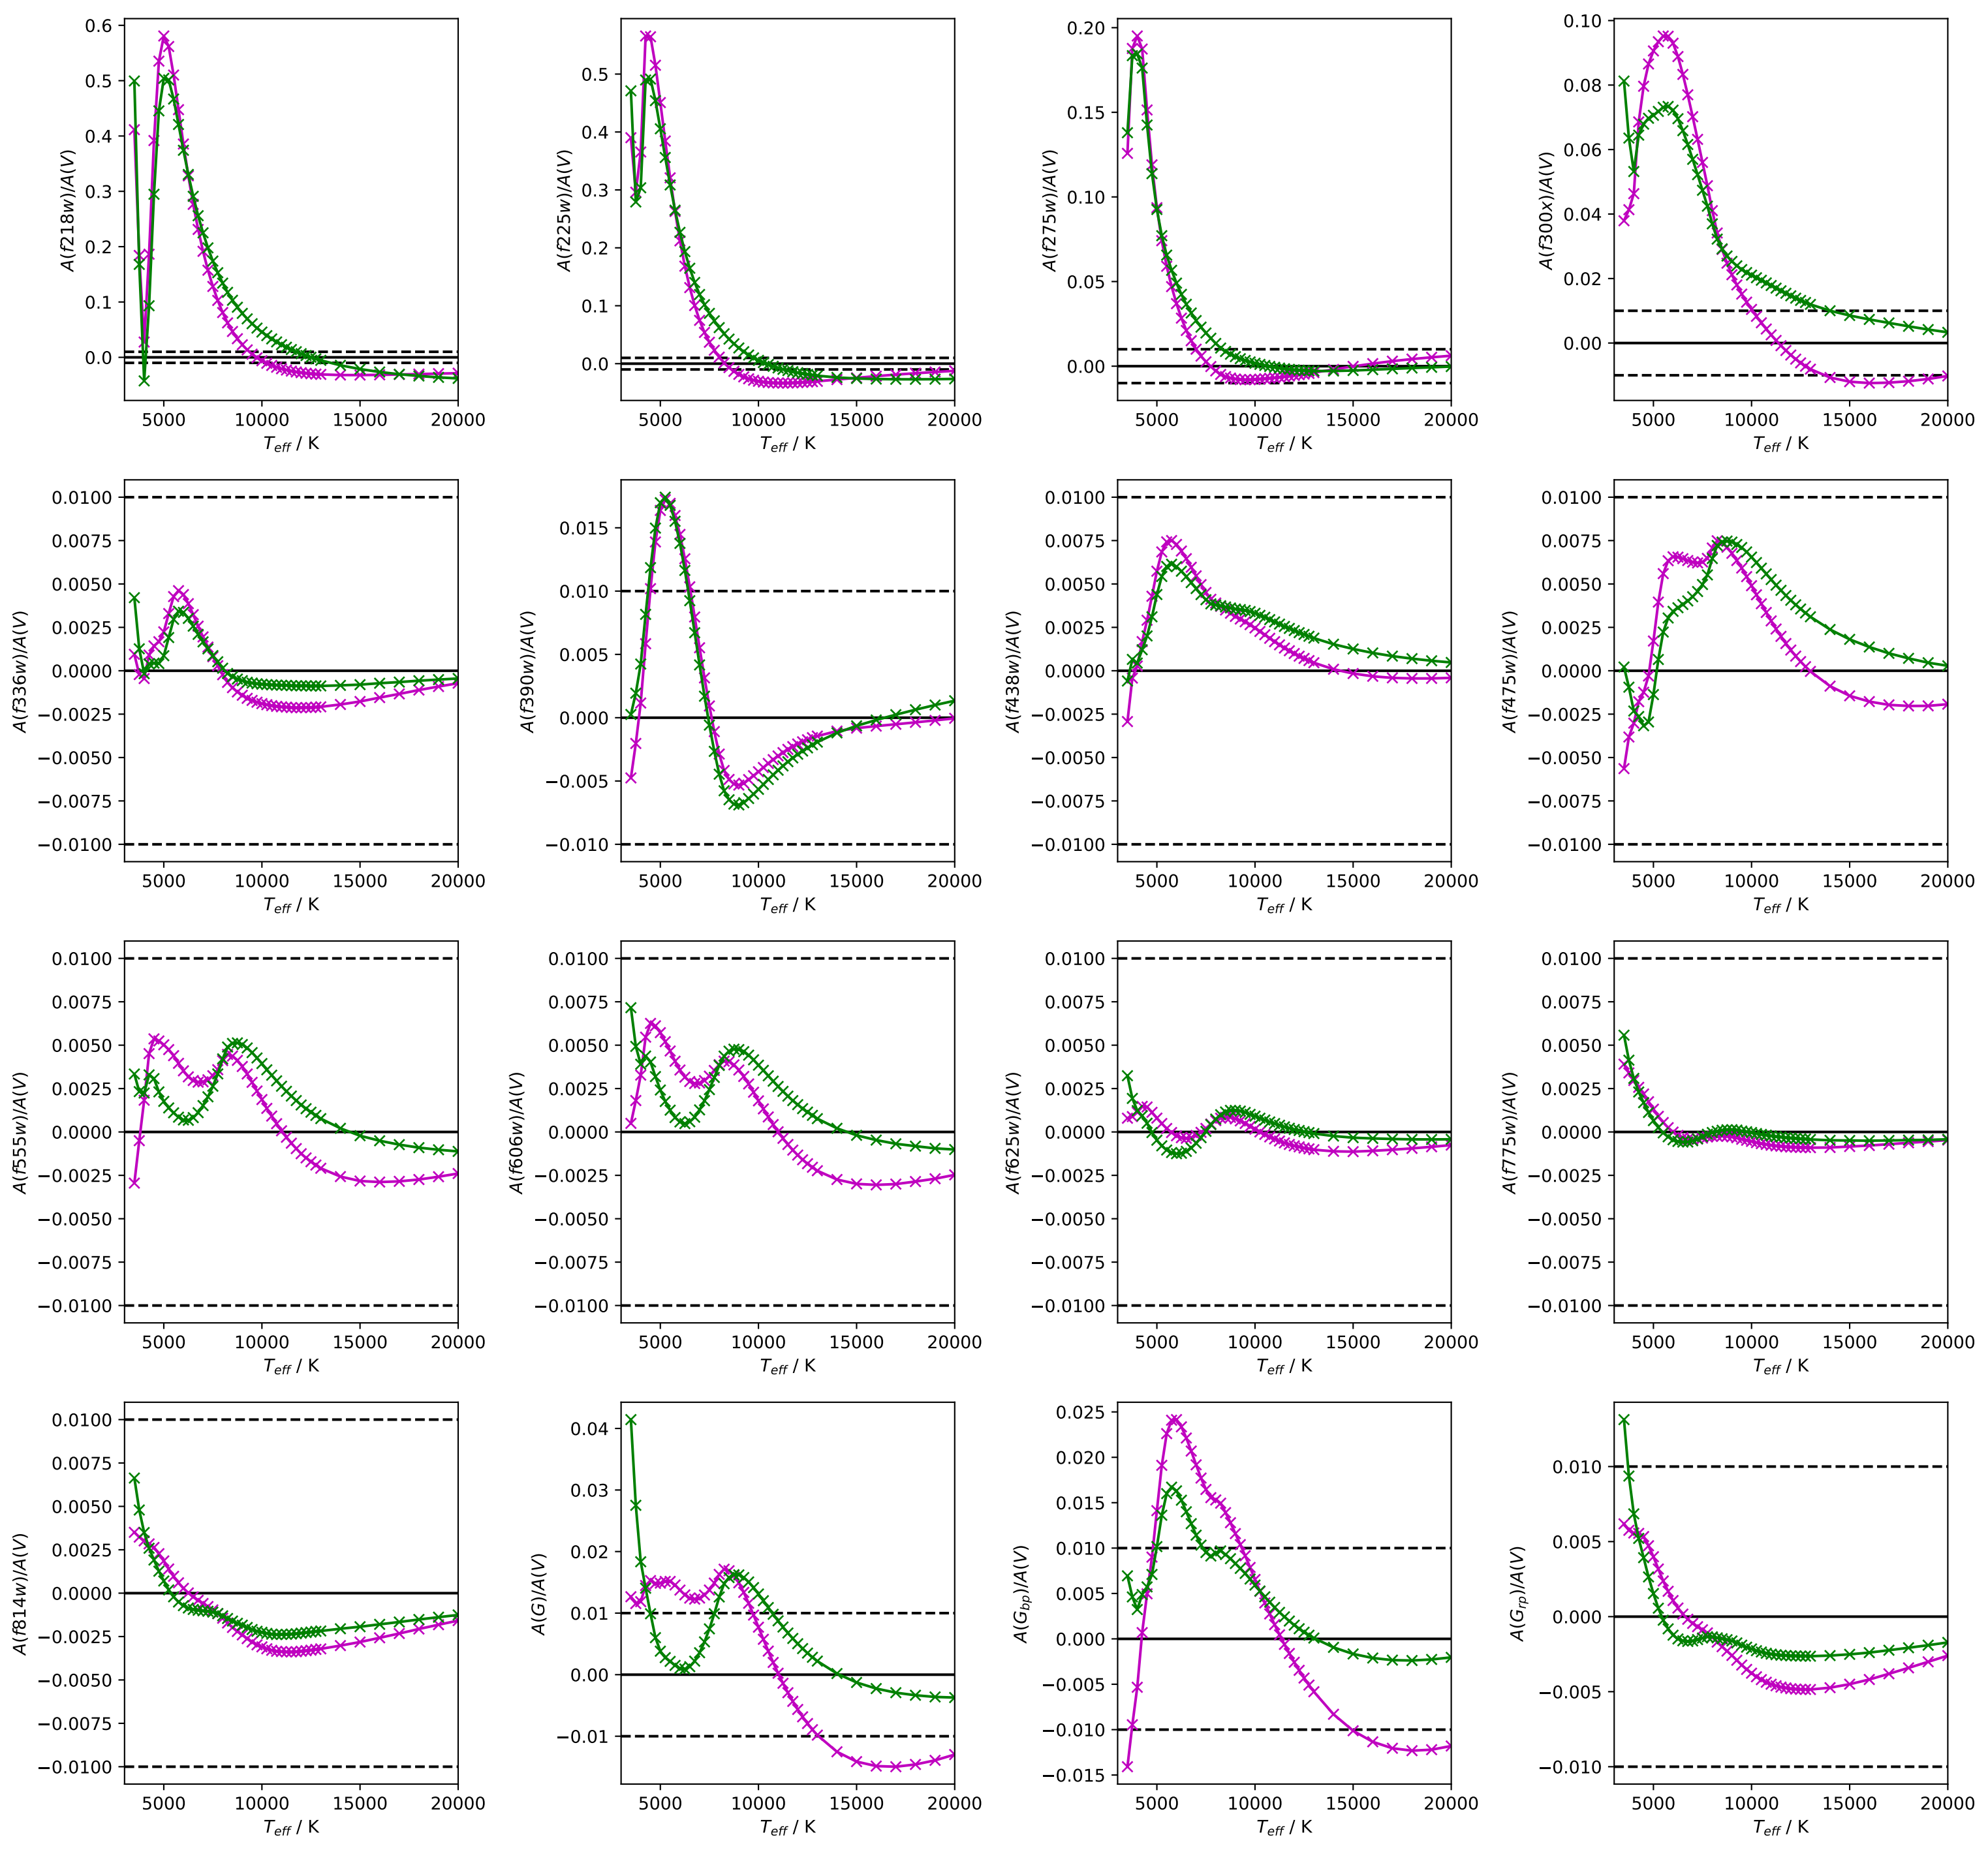 A(f218w)/A(V)
0.6
0.5
0.4
0.3
0.2
0.1
0.0
5000 10000 15000 20000
T_eff / K
A(f225w)/A(V)
0.5
0.4
0.3
0.2
0.1
0.0
5000 10000 15000 20000
T_eff / K
A(f275w)/A(V)
0.20
0.15
0.10
0.05
0.00
5000 10000 15000 20000
T_eff / K
A(f300x)/A(V)
0.10
0.08
0.06
0.04
0.02
0.00
5000 10000 15000 20000
T_eff / K
A(f336w)/A(V)
0.0100
0.0075
0.0050
0.0025
0.0000
−0.0025
−0.0050
−0.0075
−0.0100
5000 10000 15000 20000
T_eff / K
A(f390w)/A(V)
0.015
0.010
0.005
0.000
−0.005
−0.010
5000 10000 15000 20000
T_eff / K
A(f438w)/A(V)
0.0100
0.0075
0.0050
0.0025
0.0000
−0.0025
−0.0050
−0.0075
−0.0100
5000 10000 15000 20000
T_eff / K
A(f475w)/A(V)
0.0100
0.0075
0.0050
0.0025
0.0000
−0.0025
−0.0050
−0.0075
−0.0100
5000 10000 15000 20000
T_eff / K
A(f555w)/A(V)
0.0100
0.0075
0.0050
0.0025
0.0000
−0.0025
−0.0050
−0.0075
−0.0100
5000 10000 15000 20000
T_eff / K
A(f606w)/A(V)
0.0100
0.0075
0.0050
0.0025
0.0000
−0.0025
−0.0050
−0.0075
−0.0100
5000 10000 15000 20000
T_eff / K
A(f625w)/A(V)
0.0100
0.0075
0.0050
0.0025
0.0000
−0.0025
−0.0050
−0.0075
−0.0100
5000 10000 15000 20000
T_eff / K
A(f775w)/A(V)
0.0100
0.0075
0.0050
0.0025
0.0000
−0.0025
−0.0050
−0.0075
−0.0100
5000 10000 15000 20000
T_eff / K
A(f814w)/A(V)
0.0100
0.0075
0.0050
0.0025
0.0000
−0.0025
−0.0050
−0.0075
−0.0100
5000 10000 15000 20000
T_eff / K
A(G)/A(V)
0.04
0.03
0.02
0.01
0.00
−0.01
5000 10000 15000 20000
T_eff / K
A(G_bp)/A(V)
0.025
0.020
0.015
0.010
0.005
0.000
−0.005
−0.010
−0.015
5000 10000 15000 20000
T_eff / K
A(G_rp)/A(V)
0.010
0.005
0.000
−0.005
−0.010
5000 10000 15000 20000
T_eff / K